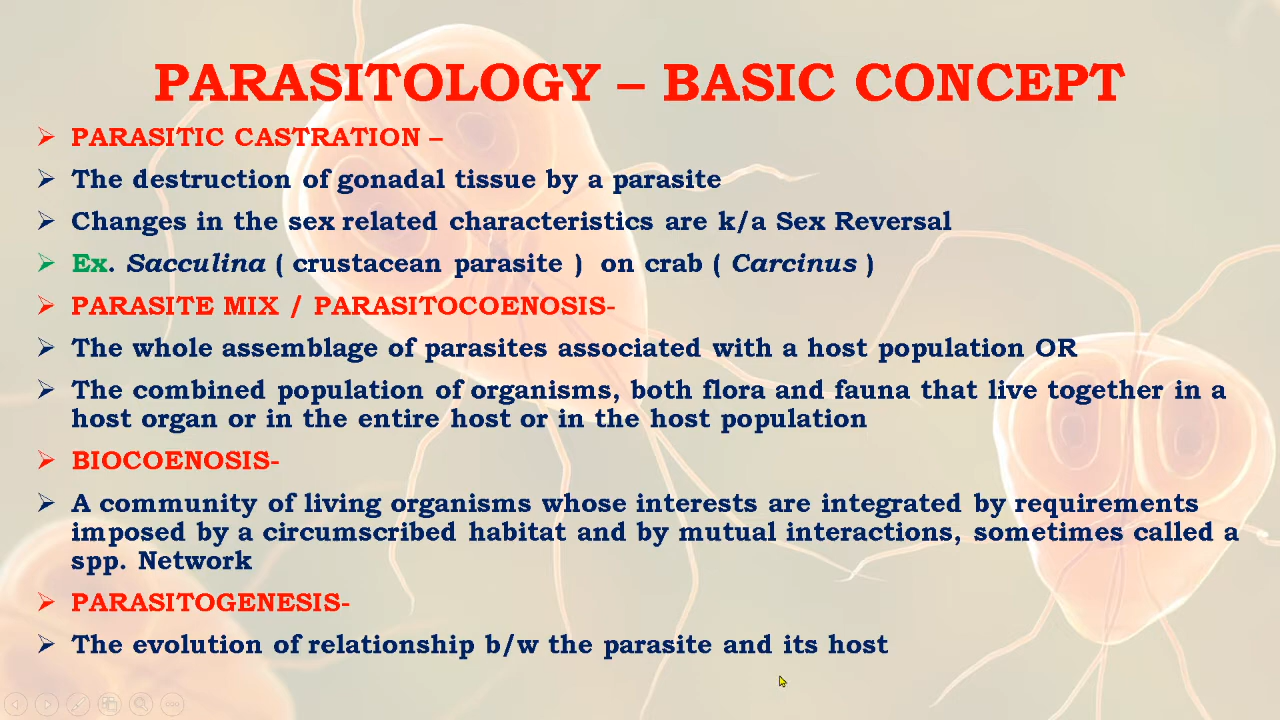 PARASITOLOGY – BASIC CONCEPT
PARASITIC CASTRATION –
The destruction of gonadal tissue by a parasite
Changes in the sex related characteristics are k/a Sex Reversal
Ex. Sacculina ( crustacean parasite ) on crab ( Carcinus )
PARASITE MIX / PARASITOCOENOSIS-
The whole assemblage of parasites associated with a host population OR
The combined population of organisms, both flora and fauna that live together in a
host organ or in the entire host or in the host population
BIOCOENOSIS-
A community of living organisms whose interests are integrated by requirements
imposed by a circumscribed habitat and by mutual interactions, sometimes called a
spp. Network
PARASITOGENESIS-
The evolution of relationship b/w the parasite and its host